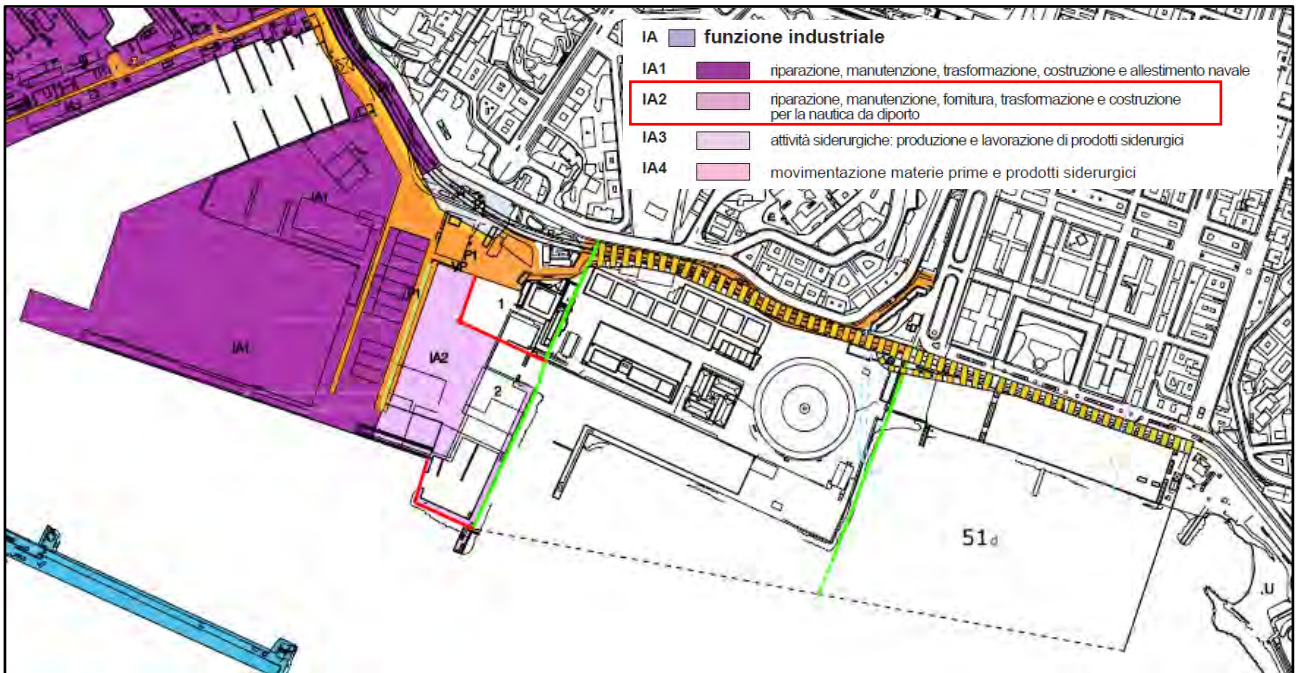 IA funzione industriale
IA1 riparazione, manutenzione, trasformazione, costruzione e allestimento navale
IA2 riparazione, manutenzione, fornitura, trasformazione e costruzione
per la nautica da diporto
IA3 attività siderurgiche: produzione e lavorazione di prodotti siderurgici
IA4 movimentazione materie prime e prodotti siderurgici
IA1
P1
1
IA1
IA2
2
51d
.U